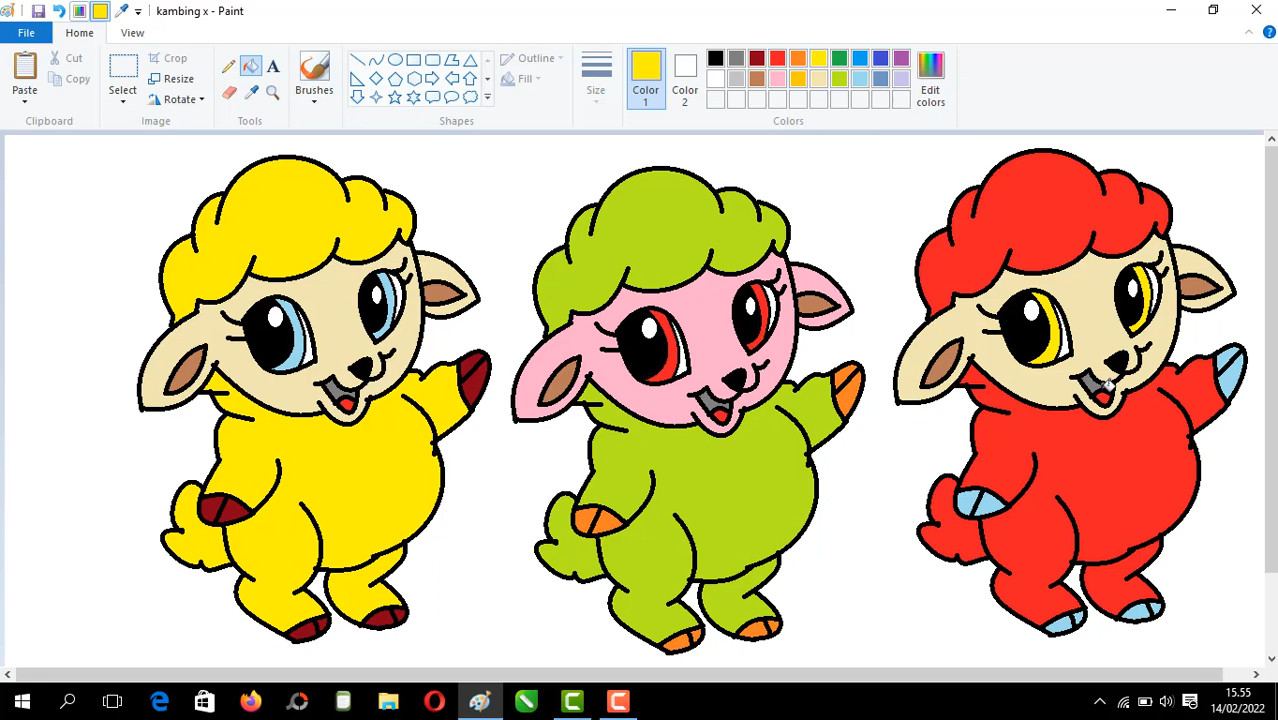 kambing x - Paint
File
Home
View
Paste
Cut
Copy
Clipboard
Select
Crop
Resize
Rotate
Image
A
Tools
Brushes
Outline
Fill
Shapes
Size
Color
1
Color
2
Edit
colors
Colors
15.55
14/02/2022